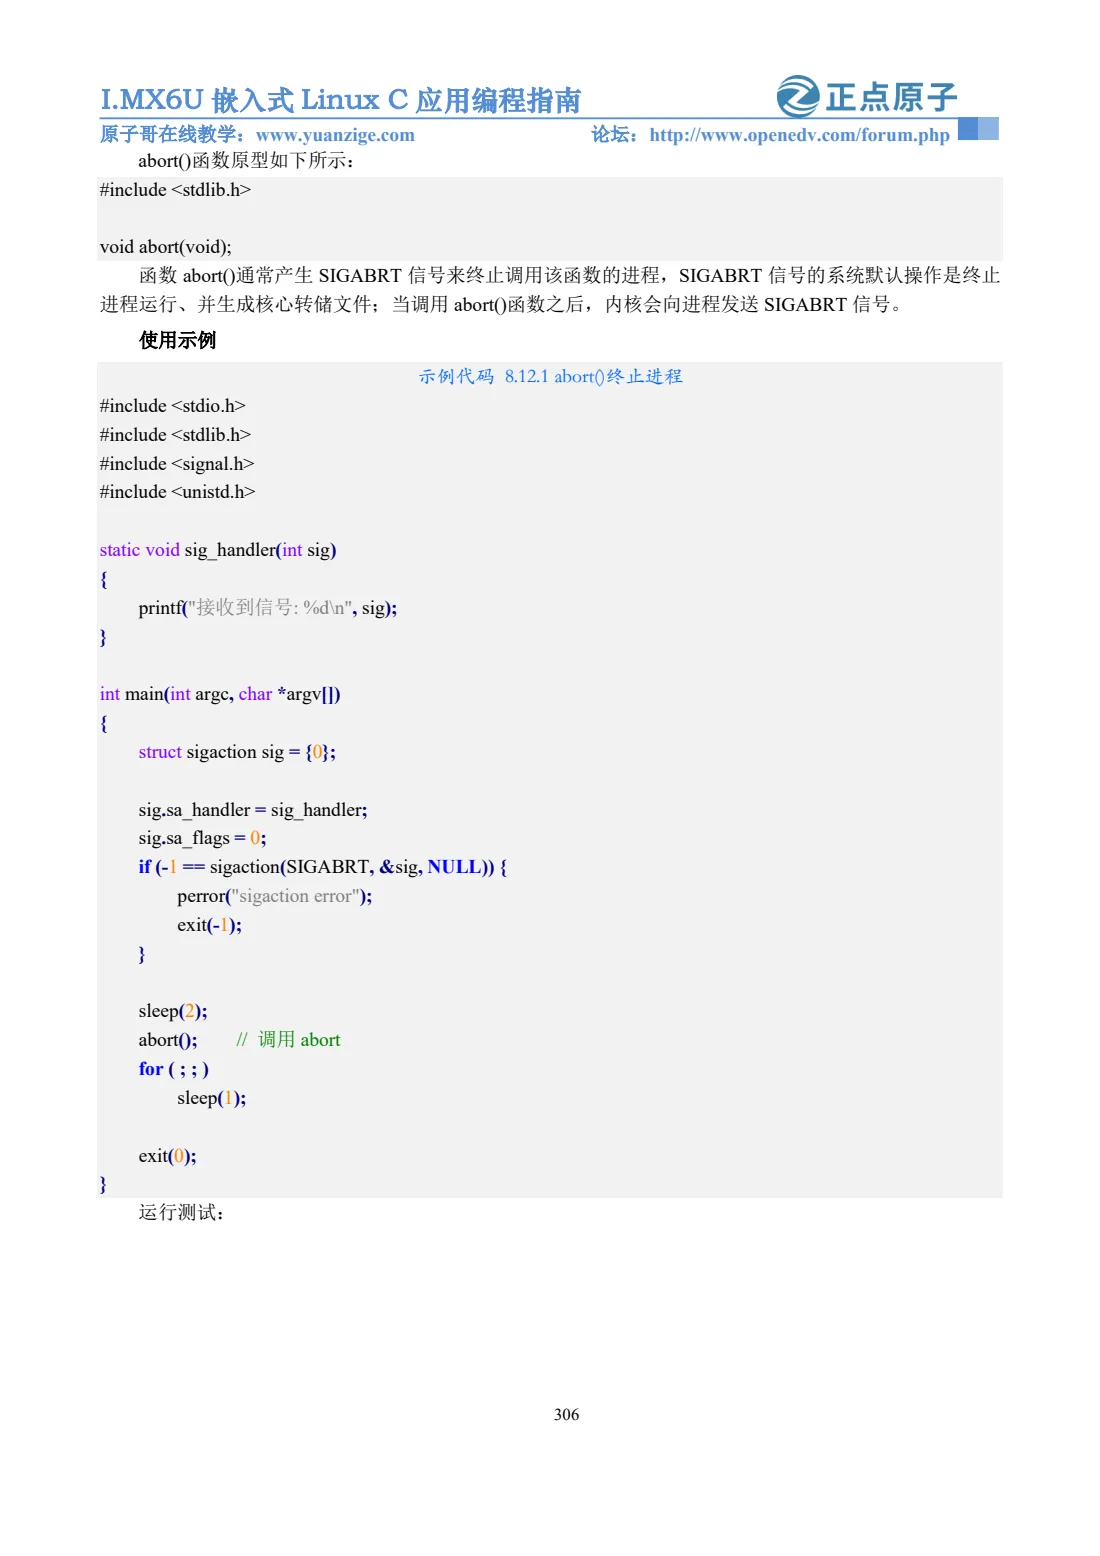 I.MX6U 嵌入式 Linux C 应用编程指南
正点原子
原子哥在线教学：www.yuanzige.com 论坛：http://www.openedv.com/forum.php
abort()函数原型如下所示：
#include <stdlib.h>
void abort(void);
函数 abort()通常产生 SIGABRT 信号来终止调用该函数的进程，SIGABRT 信号的系统默认操作是终止
进程运行、并生成核心转储文件；当调用 abort()函数之后，内核会向进程发送 SIGABRT 信号。
使用示例
示例代码 8.12.1 abort()终止进程
#include <stdio.h>
#include <stdlib.h>
#include <signal.h>
#include <unistd.h>
static void sig_handler(int sig)
{
printf("接收到信号: %d\n", sig);
}
int main(int argc, char *argv[])
{
struct sigaction sig = {0};
sig.sa_handler = sig_handler;
sig.sa_flags = 0;
if (-1 == sigaction(SIGABRT, &sig, NULL)) {
perror("sigaction error");
exit(-1);
}
sleep(2);
abort(); // 调用 abort
for ( ; ; )
sleep(1);
exit(0);
}
运行测试：
306